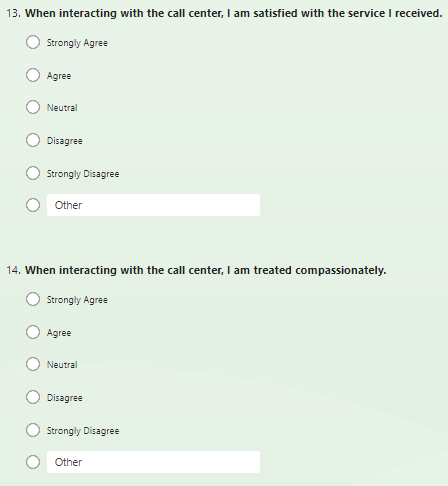 13. When interacting with the call center, I am satisfied with the service I received.
Strongly Agree
Agree
Neutral
Disagree
Strongly Disagree
Other
14. When interacting with the call center, I am treated compassionately.
Strongly Agree
Agree
Neutral
Disagree
Strongly Disagree
Other